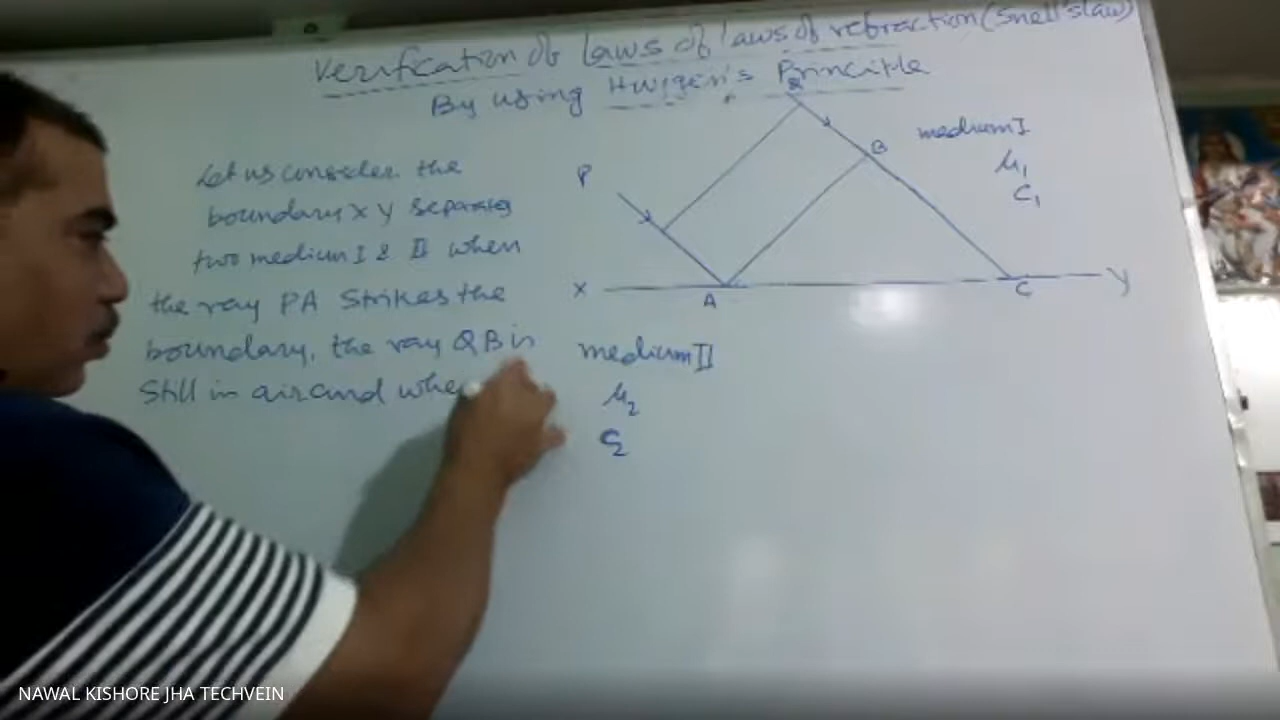 Verification of laws of laws of refraction (Snell's law)
By using Huygen's Principle
Let us consider the
boundary X Y separates
two medium I & II when
the ray PA strikes the
boundary, the ray QB is
still in air and when
P
B
medium I
μ1
C1
X
A
C
Y
medium II
μ2
C2
NAWAL KISHORE JHA TECHVEIN